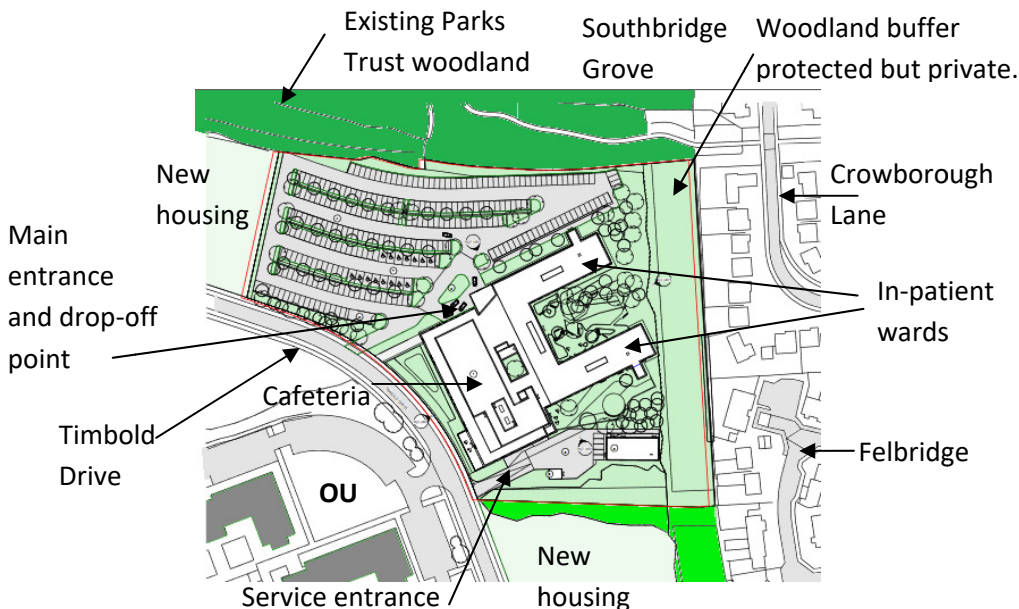 Existing Parks
Trust woodland
Southbridge
Grove
Woodland buffer
protected but private.
New
housing
Crowborough
Lane
Main
entrance
and drop-off
point
In-patient
wards
Cafeteria
Timbold
Drive
Felbridge
OU
New
housing
Service entrance